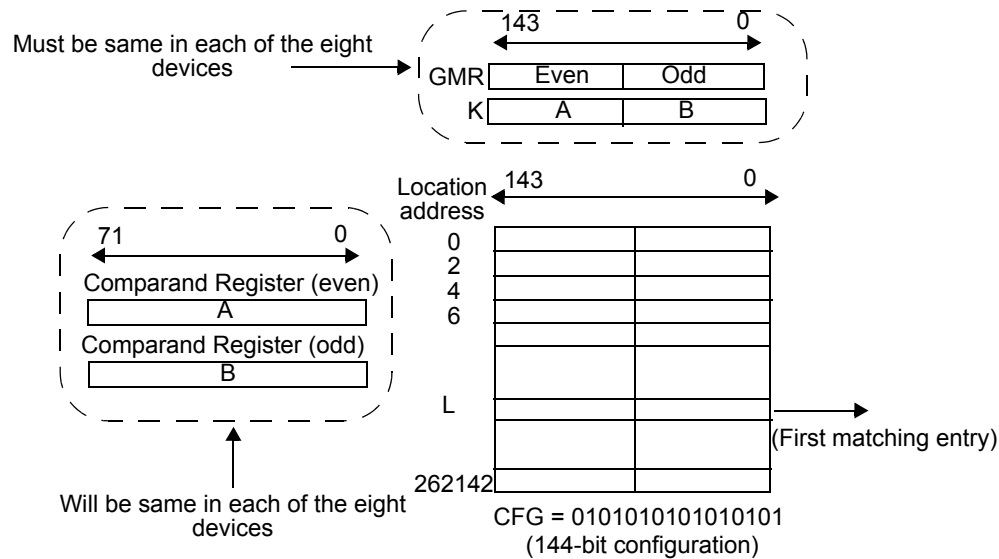 Must be same in each of the eight
devices
143 0
GMR Even Odd
K A B
Location
address
143 0
0
2
4
6
L
262142
(First matching entry)
CFG = 0101010101010101
(144-bit configuration)
71 0
Comparand Register (even)
A
Comparand Register (odd)
B
Will be same in each of the eight
devices